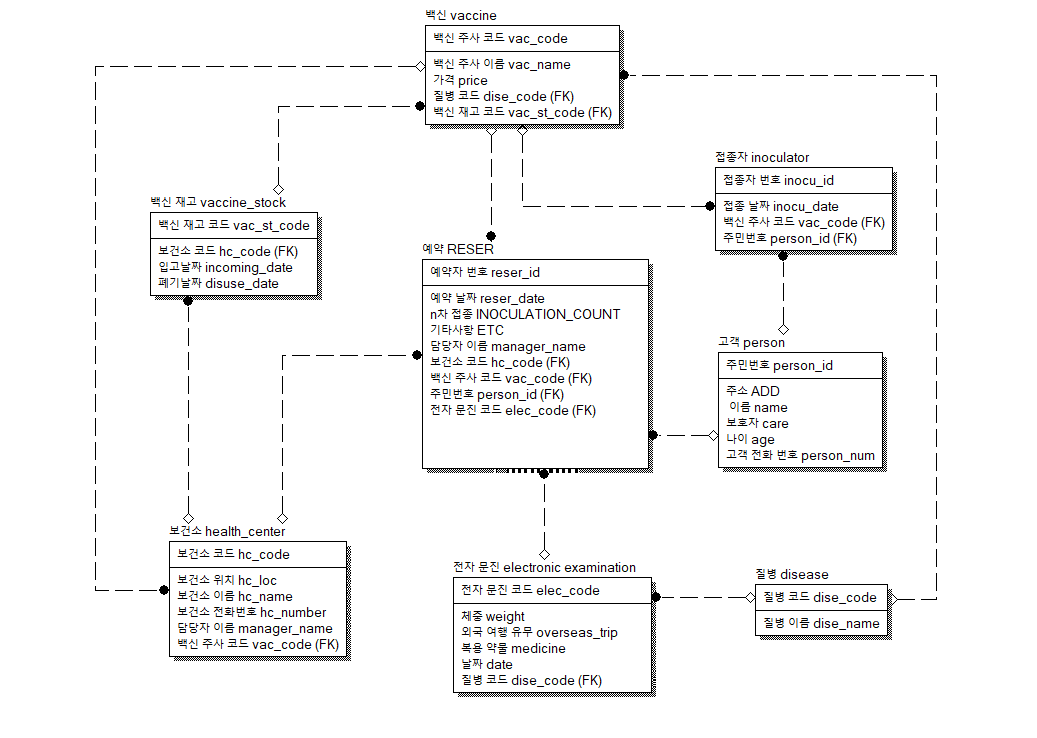 백신 vaccine
백신 주사 코드 vac_code
백신 주사 이름 vac_name
가격 price
질병 코드 dise_code (FK)
백신 재고 코드 vac_st_code (FK)
접종자 inoculator
접종자 번호 inocu_id
접종 날짜 inocu_date
백신 주사 코드 vac_code (FK)
주민번호 person_id (FK)
백신 재고 vaccine_stock
백신 재고 코드 vac_st_code
보건소 코드 hc_code (FK)
입고날짜 incoming_date
폐기날짜 disuse_date
예약 RESER
예약자 번호 reser_id
예약 날짜 reser_date
n차 접종 INOCULATION_COUNT
기타사항 ETC
담당자 이름 manager_name
보건소 코드 hc_code (FK)
백신 주사 코드 vac_code (FK)
주민번호 person_id (FK)
전자 문진 코드 elec_code (FK)
고객 person
주민번호 person_id
주소 ADD
이름 name
보호자 care
나이 age
고객 전화 번호 person_num
보건소 health_center
보건소 코드 hc_code
보건소 위치 hc_loc
보건소 이름 hc_name
보건소 전화번호 hc_number
담당자 이름 manager_name
백신 주사 코드 vac_code (FK)
전자 문진 electronic examination
전자 문진 코드 elec_code
체중 weight
외국 여행 유무 overseas_trip
복용 약물 medicine
날짜 date
질병 코드 dise_code (FK)
질병 disease
질병 코드 dise_code
질병 이름 dise_name